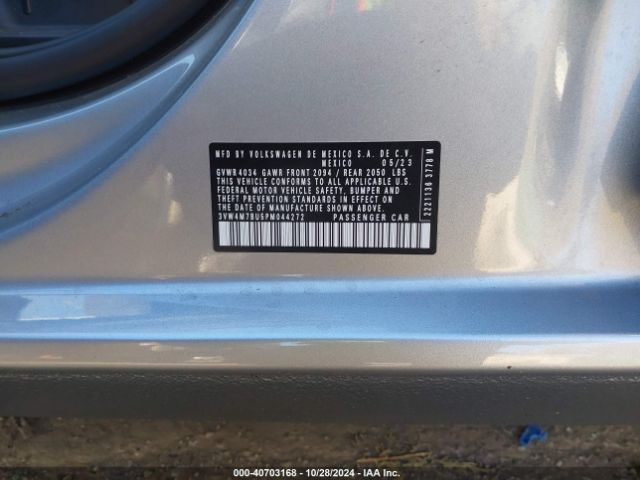 MFD BY VOLKSWAGEN DE MEXICO S.A. DE C.V.
MEXICO 05/23
GVWR 4034 GAWR FRONT 2094 / REAR 2050 LBS
THIS VEHICLE CONFORMS TO ALL APPLICABLE U.S.
FEDERAL MOTOR VEHICLE SAFETY, BUMPER AND
THEFT PREVENTION STANDARDS IN EFFECT ON THE
DATE OF MANUFACTURE SHOWN ABOVE.
3VW4M7BU5PM044272 PASSENGER CAR
2221136 3778 M
000-40703168 - 10/28/2024 - IAA Inc.